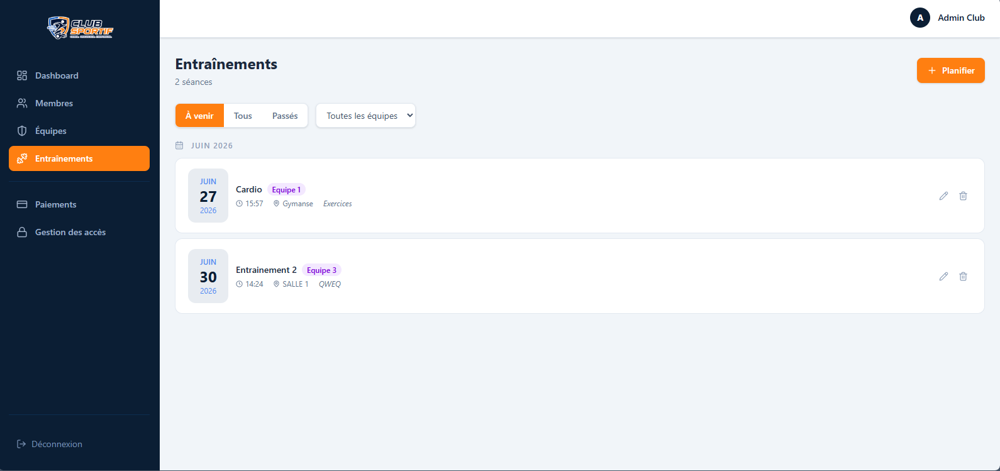 CLUB
SPORTIF
A Admin Club
Dashboard
Membres
Équipes
Entraînements
Paiements
Gestion des accès
Déconnexion
Entraînements
2 séances
+ Planifier
À venir Tous Passés Toutes les équipes
JUIN 2026
JUIN
27
2026
Cardio Equipe 1
15:57 Gymanse Exercices
JUIN
30
2026
Entrainement 2 Equipe 3
14:24 SALLE 1 QWEQ